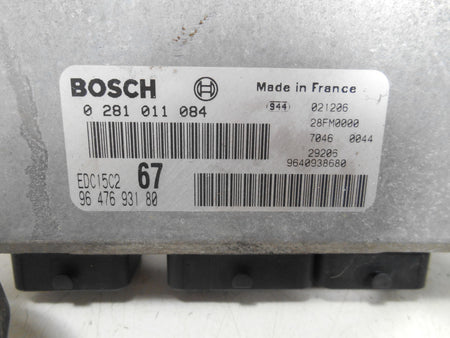 BOSCH Made in France
0 281 011 084 944 021206
28FM0000
7046 0044
29206
9640938680
EDC15C2 67
96 476 931 80